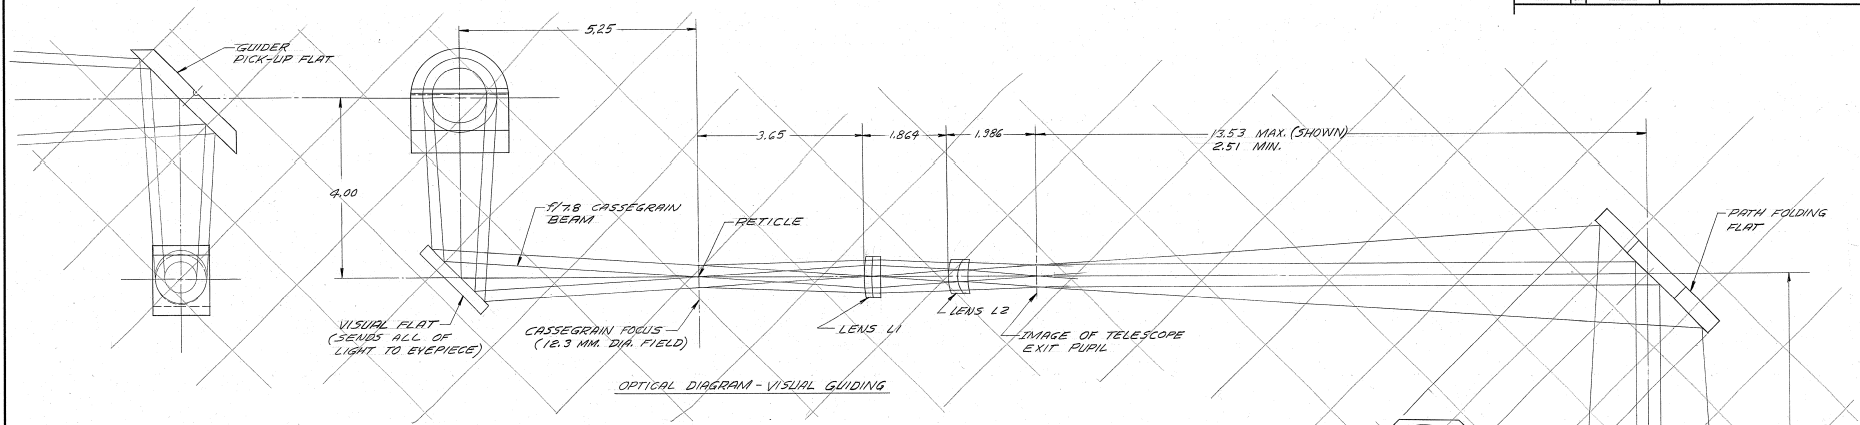 5.25
GUIDER
PICK-UP FLAT
3.65
1.864
1.986
13.53 MAX. (SHOWN)
2.51 MIN.
4.00
f/7.8 CASSEGRAIN
BEAM
RETICLE
PATH FOLDING
FLAT
VISUAL FLAT
(SENDS ALL OF
LIGHT TO EYEPIECE)
CASSEGRAIN FOCUS
(12.3 MM. DIA. FIELD)
LENS L1
LENS L2
IMAGE OF TELESCOPE
EXIT PUPIL
OPTICAL DIAGRAM - VISUAL GUIDING